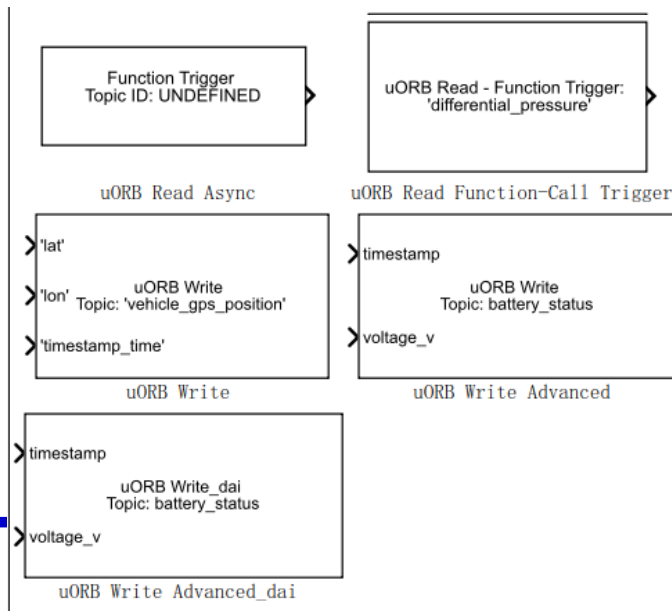 Function Trigger
Topic ID: UNDEFINED
uORB Read Async
uORB Read - Function Trigger:
'differential_pressure'
uORB Read Function-Call Trigger
'lat'
'lon'
'timestamp_time'
uORB Write
Topic: 'vehicle_gps_position'
uORB Write
timestamp
voltage_v
uORB Write
Topic: battery_status
uORB Write Advanced
timestamp
voltage_v
uORB Write_dai
Topic: battery_status
uORB Write Advanced_dai